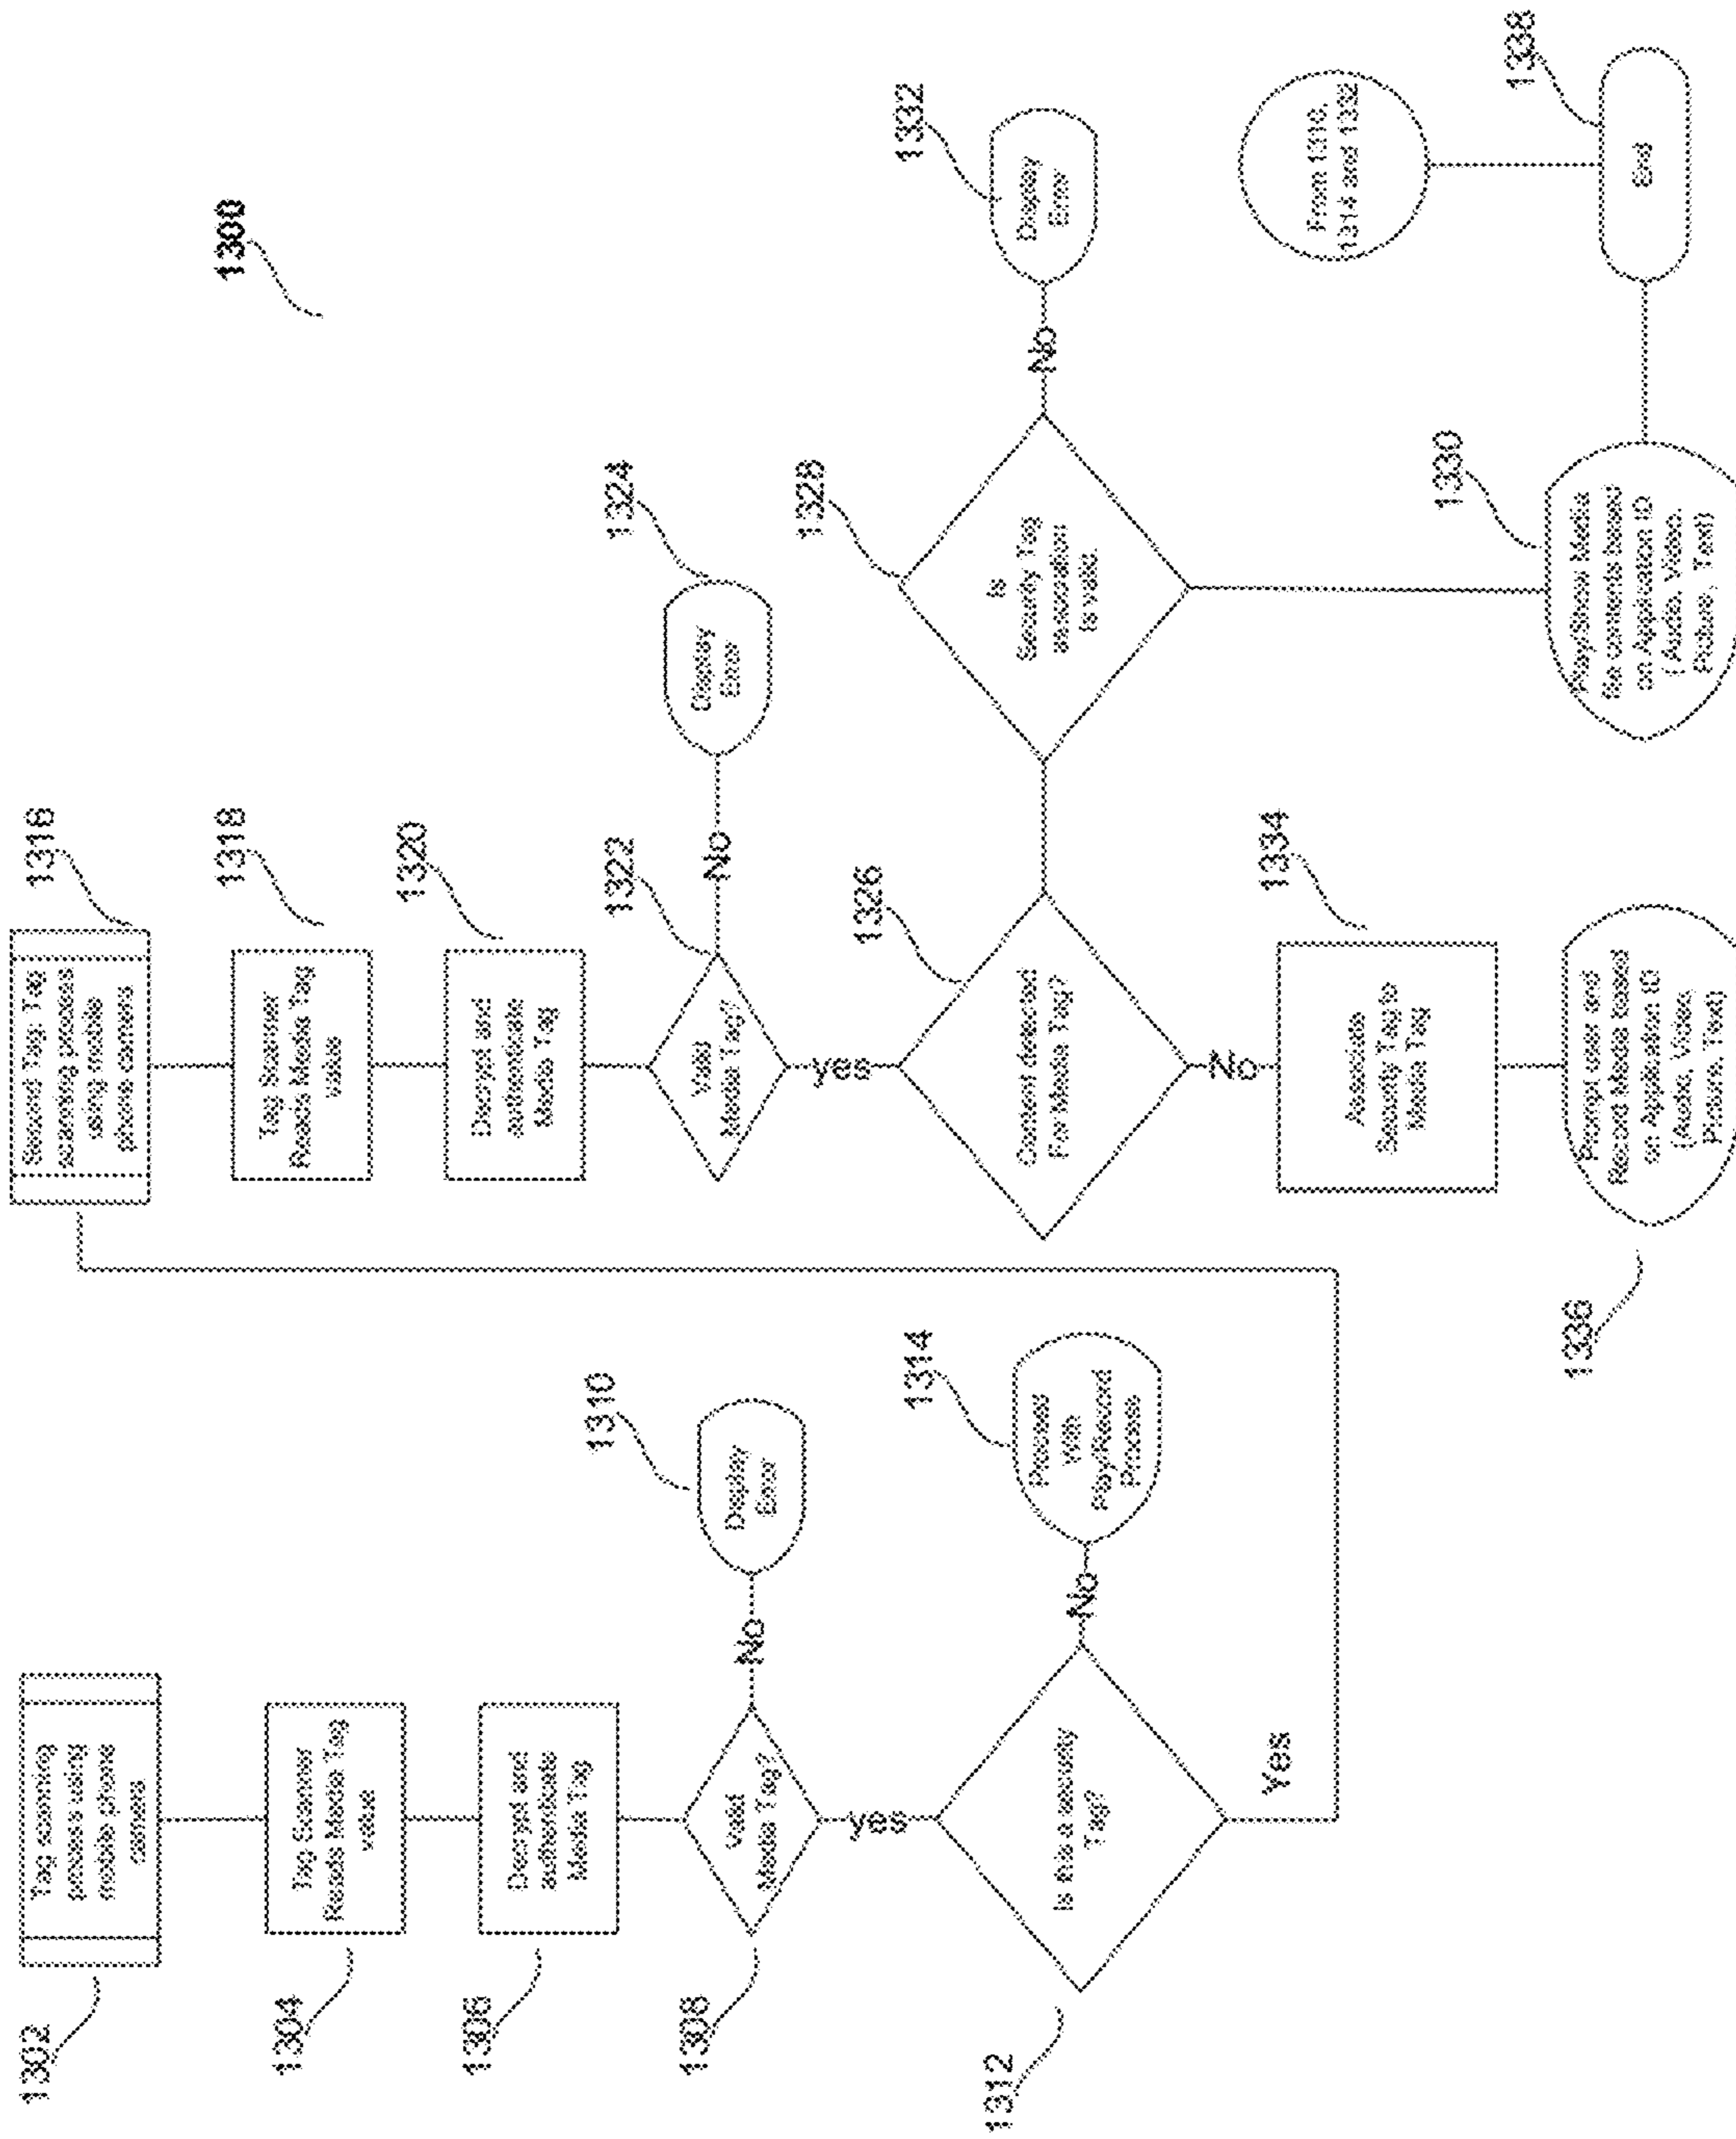 1300
1302
Tag scanning
process using
mobile phone
camera
1304
Tag Scanner
Reads Media Tag
value
1306
Decrypt and
authenticate
Media Tag
1308
Valid
Media Tag?
No
1310
Display
Error
yes
1312
Is this a security
Tag?
No
1314
Proceed
With
Play/Record
Process
Yes
1316
Second Tag: Tag
scanning process
using mobile
phone camera
1318
Tag Scanner
Reads Media Tag
value
1320
Decrypt and
authenticate
Media Tag
1322
Valid
Media Tag?
No
1324
Display
Error
yes
1326
Content detected
For Media Tag?
No
1334
Associate
Security Tag to
Media Tag
1336
Prompt user and
Record Media based
on Application ID
(Audio, Video,
Picture, Text)
1328
Is
Security Tag
association
is valid.
No
1332
Display
Error
1330
Play/Show Media
file contents based
on Application ID
( Audio, Video,
Picture , Text)
From 1310,
1314 and 1332
1338
End